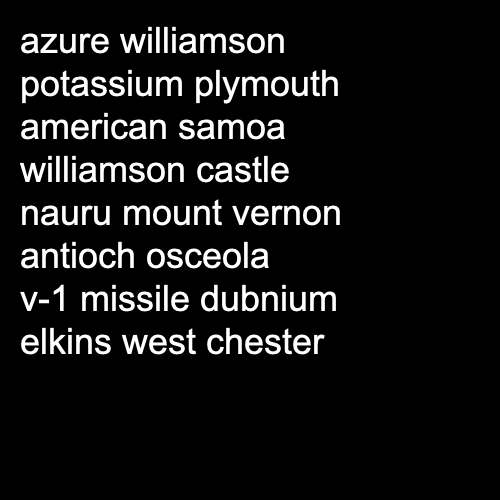 azure williamson
potassium plymouth
american samoa
williamson castle
nauru mount vernon
antioch osceola
v-1 missile dubnium
elkins west chester